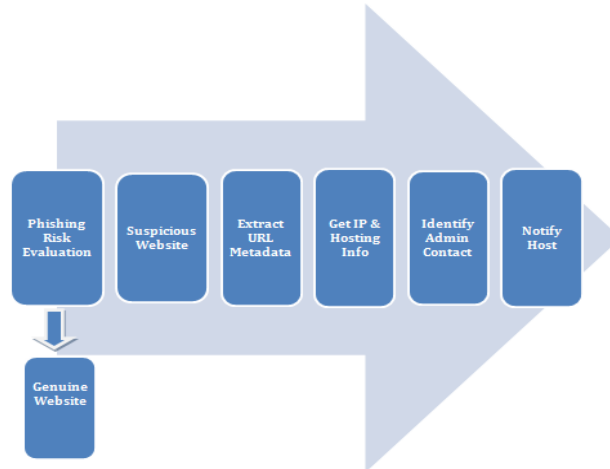 Phishing
Risk
Evaluation
Suspicious
Website
Extract
URL
Metadata
Get IP &
Hosting
Info
Identify
Admin
Contact
Notify
Host
Genuine
Website